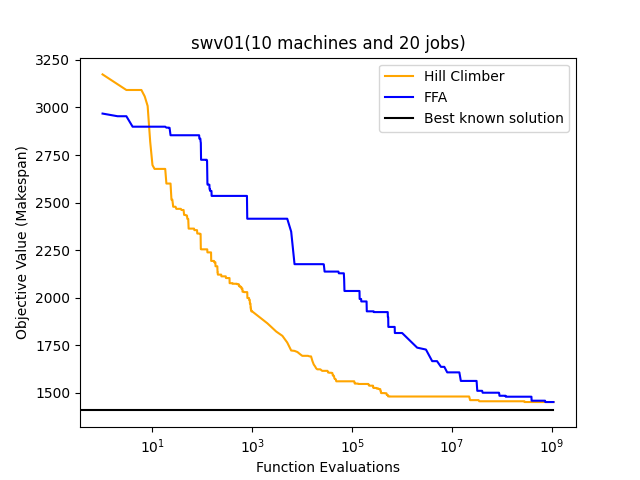 swv01(10 machines and 20 jobs)
Hill Climber
FFA
Best known solution
Objective Value (Makespan)
3250
3000
2750
2500
2250
2000
1750
1500
10^1
10^3
10^5
10^7
10^9
Function Evaluations